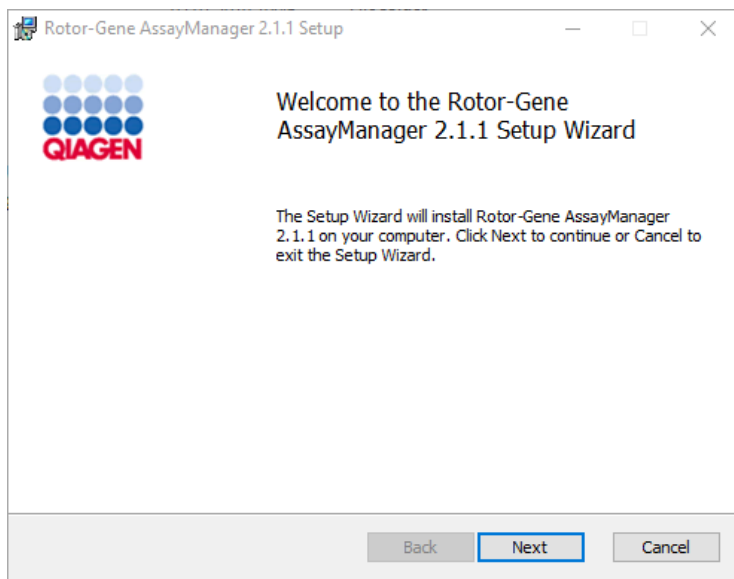 Rotor-Gene AssayManager 2.1.1 Setup
QIAGEN
Welcome to the Rotor-Gene
AssayManager 2.1.1 Setup Wizard
The Setup Wizard will install Rotor-Gene AssayManager
2.1.1 on your computer. Click Next to continue or Cancel to
exit the Setup Wizard.
Back
Next
Cancel